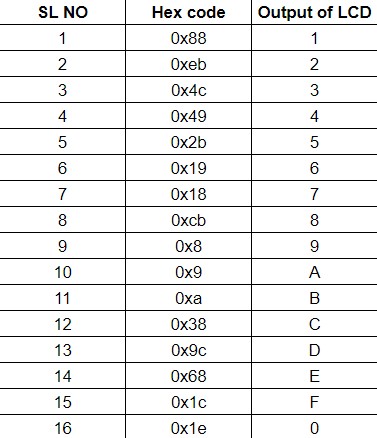 SL NO Hex code Output of LCD
1 0x88 1
2 0xeb 2
3 0x4c 3
4 0x49 4
5 0x2b 5
6 0x19 6
7 0x18 7
8 0xcb 8
9 0x8 9
10 0x9 A
11 0xa B
12 0x38 C
13 0x9c D
14 0x68 E
15 0x1c F
16 0x1e 0